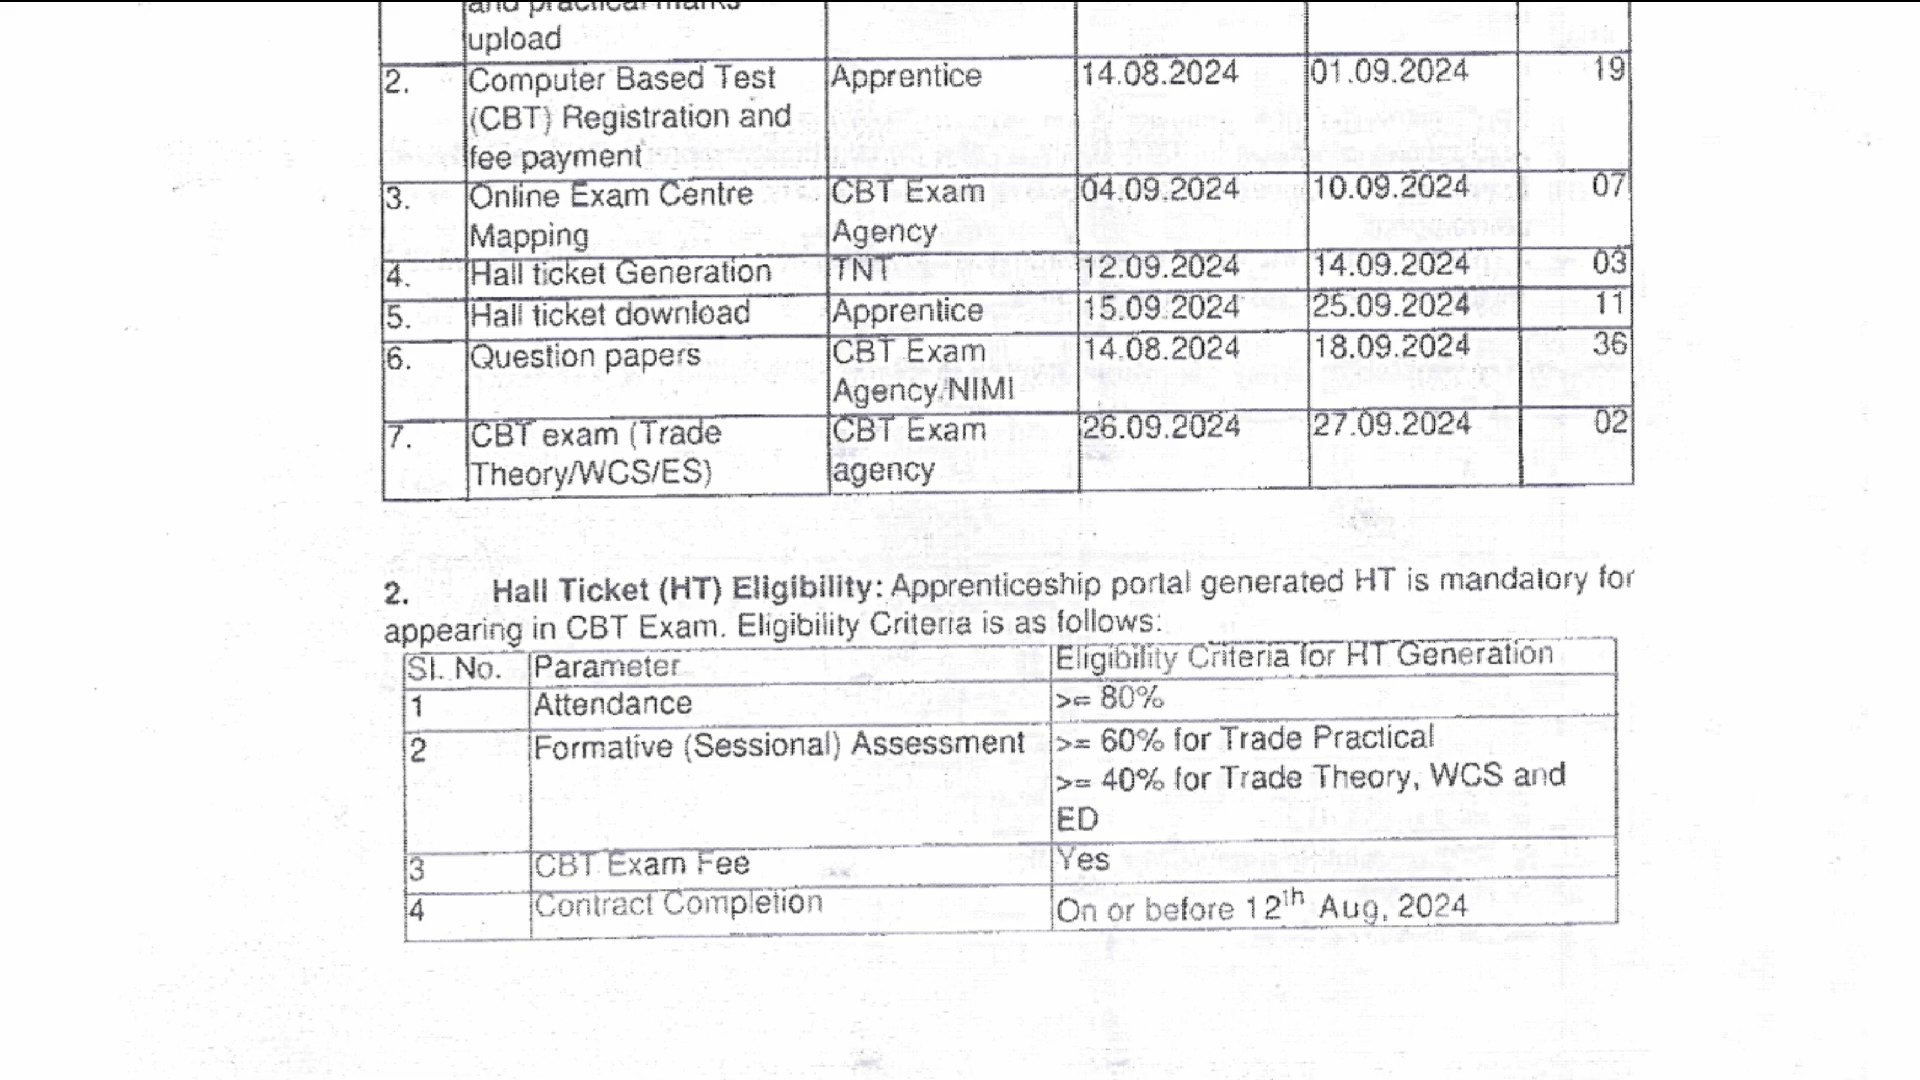 upload
2. Computer Based Test Apprentice 14.08.2024 01.09.2024 19
(CBT) Registration and
fee payment
3. Online Exam Centre CBT Exam 04.09.2024 10.09.2024 07
Mapping Agency
4. Hall ticket Generation TNT 12.09.2024 14.09.2024 03
5. Hall ticket download Apprentice 15.09.2024 25.09.2024 11
6. Question papers CBT Exam 14.08.2024 18.09.2024 36
Agency/NIMI
7. CBT exam (Trade CBT Exam 26.09.2024 27.09.2024 02
Theory/WCS/ES) agency
2. Hall Ticket (HT) Eligibility: Apprenticeship portal generated HT is mandatory for
appearing in CBT Exam. Eligibility Criteria is as follows:
Sl. No. Parameter Eligibility Criteria for HT Generation
1 Attendance >= 80%
2 Formative (Sessional) Assessment >= 60% for Trade Practical
>= 40% for Trade Theory, WCS and
ED
3 CBT Exam Fee Yes
4 Contract Completion On or before 12th Aug, 2024